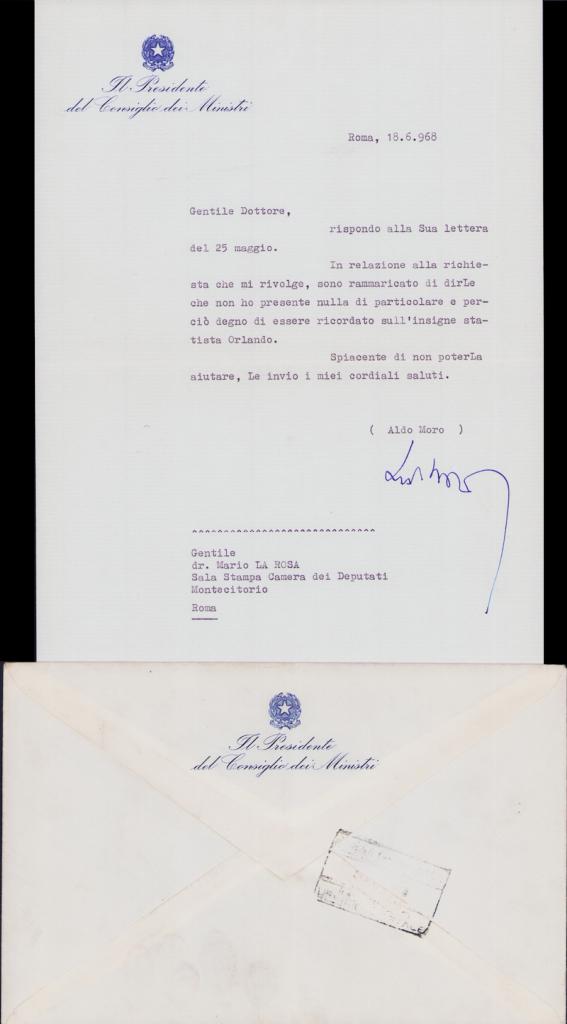 Il Presidente
del Consiglio dei Ministri
Roma, 18.6.968
Gentile Dottore,
rispondo alla Sua lettera
del 25 maggio.
In relazione alla richie-
sta che mi rivolge, sono rammaricato di dirLe
che non ho presente nulla di particolare e per-
ciò degno di essere ricordato sull'insigne sta-
tista Orlando.
Spiacente di non poterLa
aiutare, Le invio i miei cordiali saluti.
( Aldo Moro )
^^^^^^^^^^^^^^^^^^^^^^^^^^^^^
Gentile
dr. Mario LA ROSA
Sala Stampa Camera dei Deputati
Montecitorio
Roma
Il Presidente
del Consiglio dei Ministri